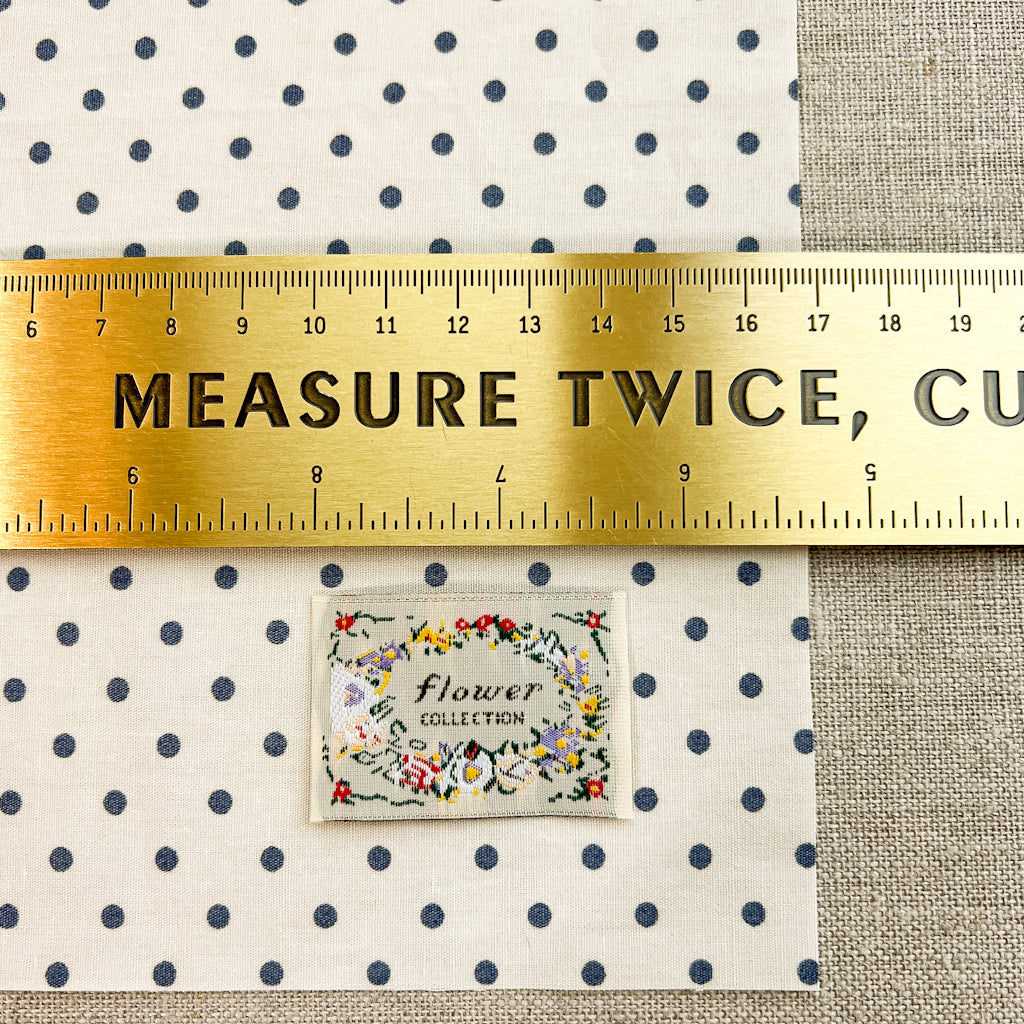 6 7 8 9 10 11 12 13 14 15 16 17 18 19
MEASURE TWICE, CU
9 8 7 6 5
flower
COLLECTION